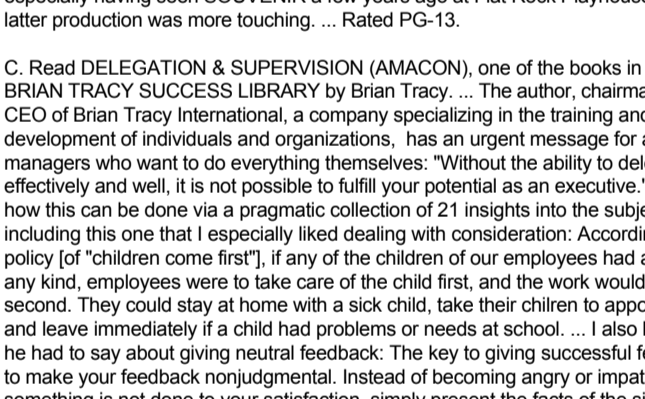 latter production was more touching. ... Rated PG-13.
C. Read DELEGATION & SUPERVISION (AMACON), one of the books in
BRIAN TRACY SUCCESS LIBRARY by Brian Tracy. ... The author, chairma
CEO of Brian Tracy International, a company specializing in the training and
development of individuals and organizations,  has an urgent message for a
managers who want to do everything themselves: "Without the ability to del
effectively and well, it is not possible to fulfill your potential as an executive."
how this can be done via a pragmatic collection of 21 insights into the subje
including this one that I especially liked dealing with consideration: Accordi
policy [of "children come first"], if any of the children of our employees had a
any kind, employees were to take care of the child first, and the work would
second. They could stay at home with a sick child, take their chilren to appo
and leave immediately if a child had problems or needs at school. ... I also l
he had to say about giving neutral feedback: The key to giving successful fe
to make your feedback nonjudgmental. Instead of becoming angry or impat